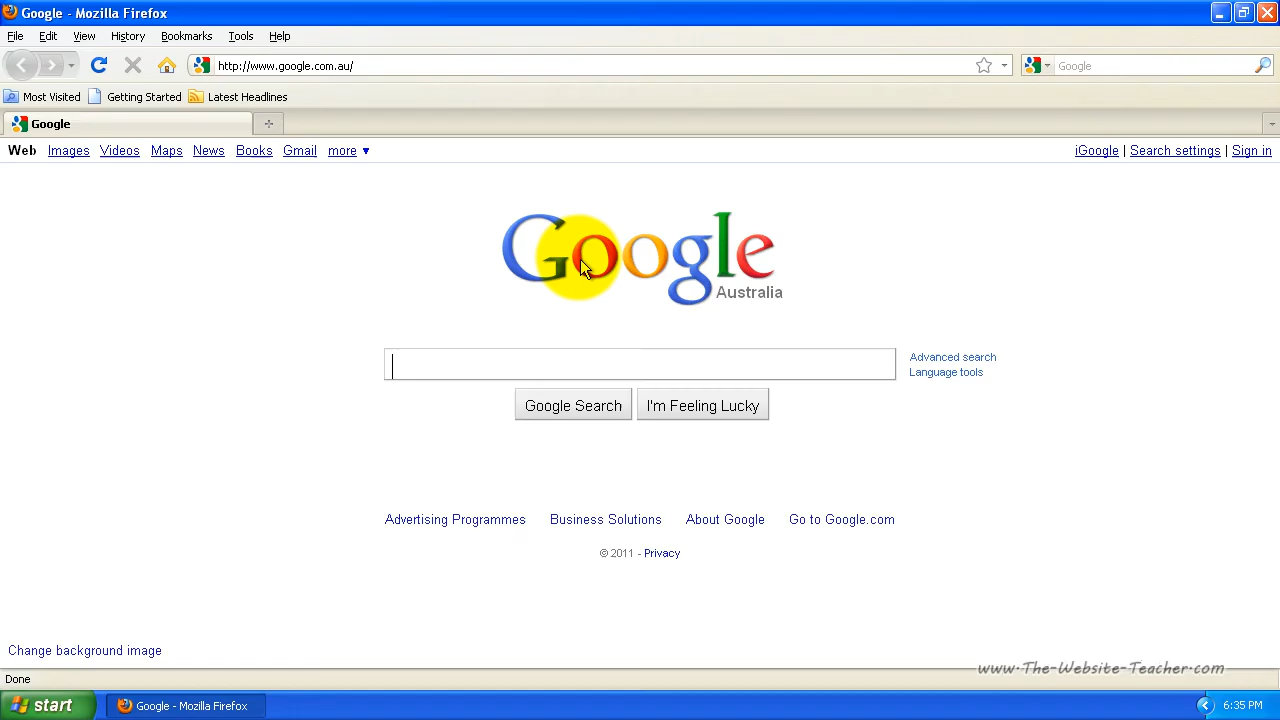 Google - Mozilla Firefox
File Edit View History Bookmarks Tools Help
http://www.google.com.au/ Google
Most Visited Getting Started Latest Headlines
Google
Web Images Videos Maps News Books Gmail more ▼ iGoogle | Search settings | Sign in
Google
Australia
Advanced search
Language tools
Google Search I'm Feeling Lucky
Advertising Programmes Business Solutions About Google Go to Google.com
© 2011 - Privacy
Change background image
www.The-Website-Teacher.com
Done
start Google - Mozilla Firefox 6:35 PM